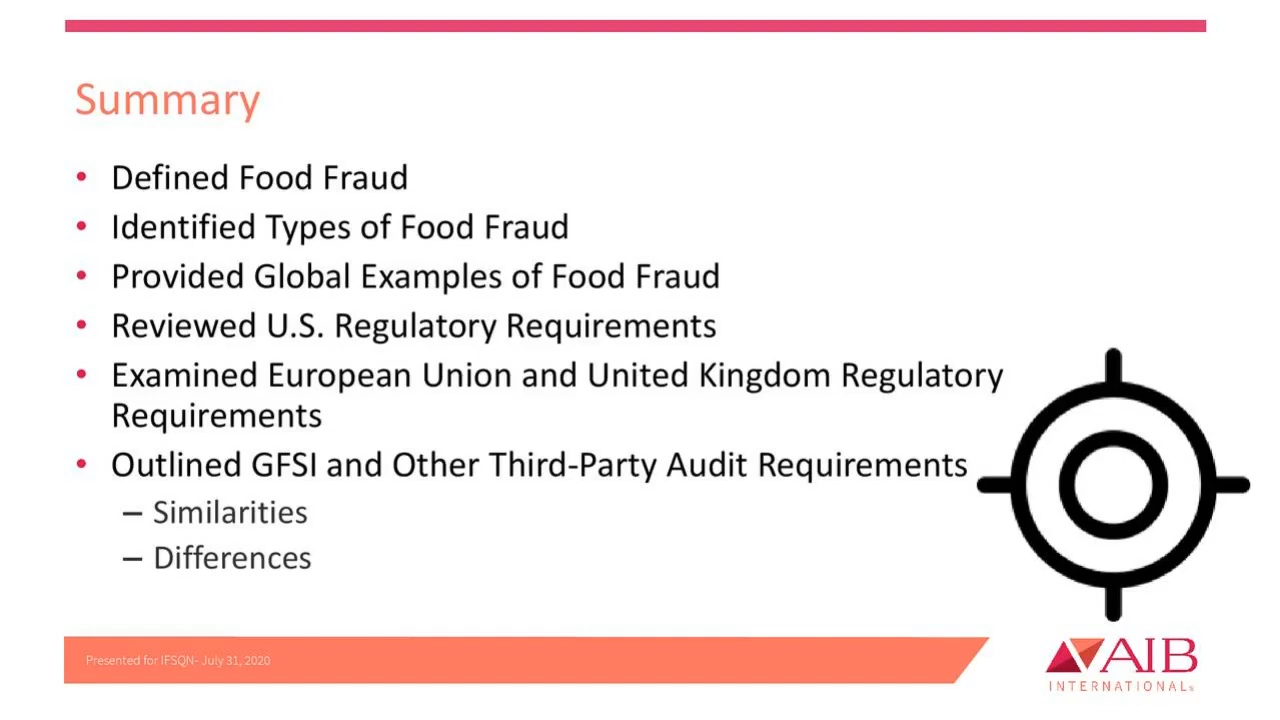 Summary
• Defined Food Fraud
• Identified Types of Food Fraud
• Provided Global Examples of Food Fraud
• Reviewed U.S. Regulatory Requirements
• Examined European Union and United Kingdom Regulatory
Requirements
• Outlined GFSI and Other Third-Party Audit Requirements
– Similarities
– Differences
Presented for IFSQN- July 31, 2020
AIB
INTERNATIONAL